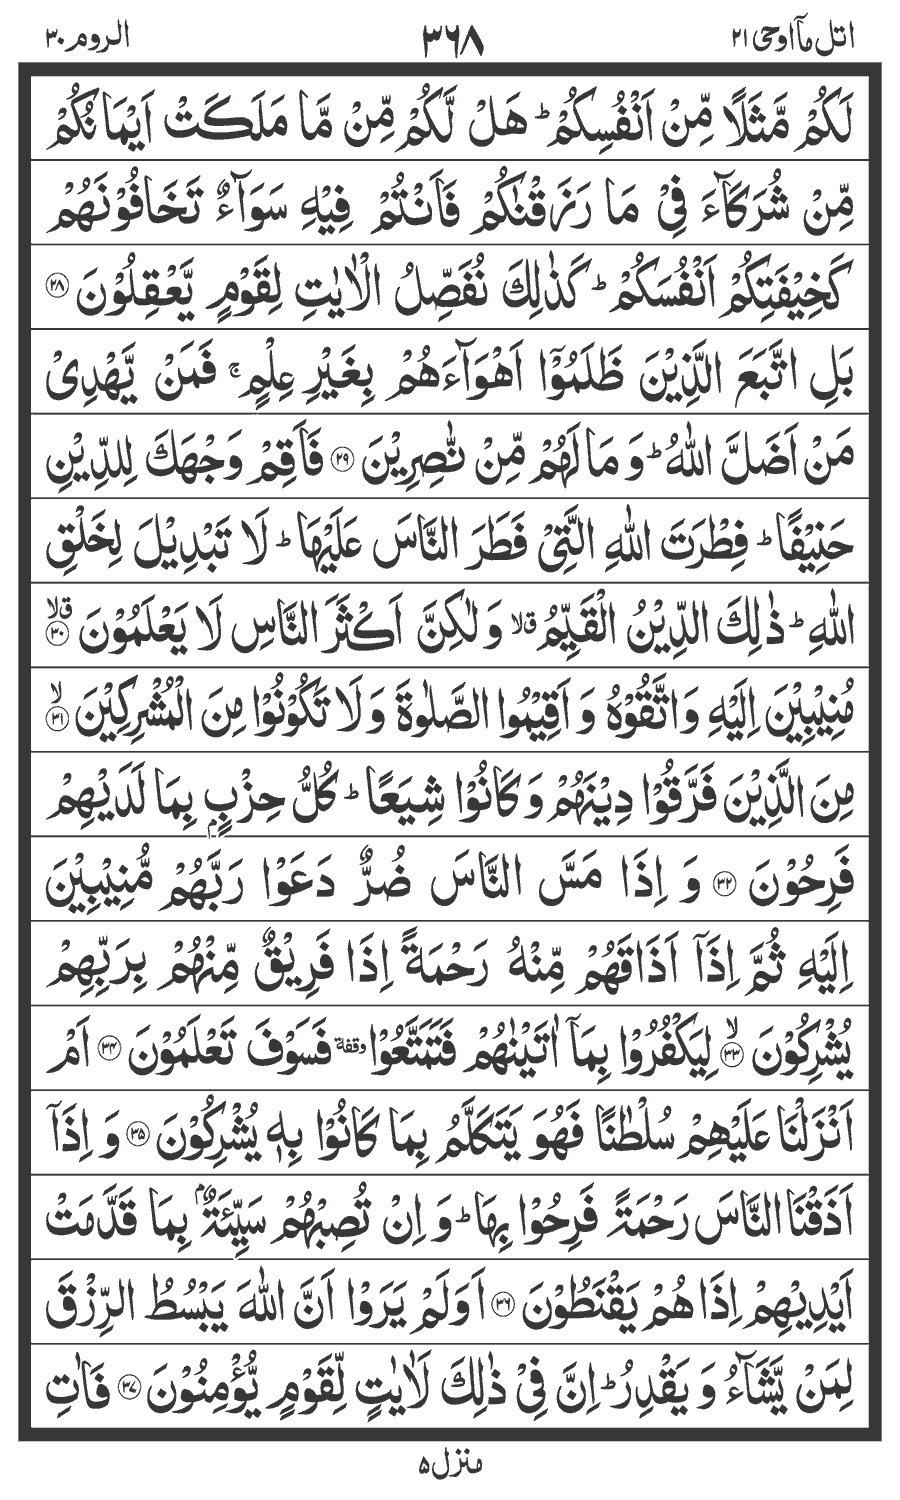 اتل مآ اوحی ۲۱ ۳۶۸ الروم ۳۰
لَكُمْ مَّثَلًا مِّنْ اَنْفُسِكُمْ ؕ هَلْ لَّكُمْ مِّنْ مَّا مَلَكَتْ اَيْمَانُكُمْ
مِّنْ شُرَكَآءَ فِیْ مَا رَزَقْنٰكُمْ فَاَنْتُمْ فِيْهِ سَوَآءٌ تَخَافُوْنَهُمْ
كَخِيْفَتِكُمْ اَنْفُسَكُمْ ؕ كَذٰلِكَ نُفَصِّلُ الْاٰيٰتِ لِقَوْمٍ يَّعْقِلُوْنَ ۲۸
بَلِ اتَّبَعَ الَّذِيْنَ ظَلَمُوْۤا اَهْوَآءَهُمْ بِغَيْرِ عِلْمٍ ۚ فَمَنْ يَّهْدِیْ
مَنْ اَضَلَّ اللّٰهُ ؕ وَ مَا لَهُمْ مِّنْ نّٰصِرِيْنَ ۲۹ فَاَقِمْ وَجْهَكَ لِلدِّيْنِ
حَنِيْفًا ؕ فِطْرَتَ اللّٰهِ الَّتِیْ فَطَرَ النَّاسَ عَلَيْهَا ؕ لَا تَبْدِيْلَ لِخَلْقِ
اللّٰهِ ؕ ذٰلِكَ الدِّيْنُ الْقَيِّمُ ۙق وَ لٰكِنَّ اَكْثَرَ النَّاسِ لَا يَعْلَمُوْنَ ۙق ۳۰
مُنِيْبِيْنَ اِلَيْهِ وَ اتَّقُوْهُ وَ اَقِيْمُوا الصَّلٰوةَ وَ لَا تَكُوْنُوْا مِنَ الْمُشْرِكِيْنَ ۙ ۳۱
مِنَ الَّذِيْنَ فَرَّقُوْا دِيْنَهُمْ وَ كَانُوْا شِيَعًا ؕ كُلُّ حِزْبٍۭ بِمَا لَدَيْهِمْ
فَرِحُوْنَ ۳۲ وَ اِذَا مَسَّ النَّاسَ ضُرٌّ دَعَوْا رَبَّهُمْ مُّنِيْبِيْنَ
اِلَيْهِ ثُمَّ اِذَاۤ اَذَاقَهُمْ مِّنْهُ رَحْمَةً اِذَا فَرِيْقٌ مِّنْهُمْ بِرَبِّهِمْ
يُشْرِكُوْنَ ۙ ۳۳ لِيَكْفُرُوْا بِمَاۤ اٰتَيْنٰهُمْ فَتَمَتَّعُوْا وقفة فَسَوْفَ تَعْلَمُوْنَ ۳۴ اَمْ
اَنْزَلْنَا عَلَيْهِمْ سُلْطٰنًا فَهُوَ يَتَكَلَّمُ بِمَا كَانُوْا بِهٖ يُشْرِكُوْنَ ۳۵ وَ اِذَاۤ
اَذَقْنَا النَّاسَ رَحْمَةً فَرِحُوْا بِهَا ؕ وَ اِنْ تُصِبْهُمْ سَيِّئَةٌۢ بِمَا قَدَّمَتْ
اَيْدِيْهِمْ اِذَا هُمْ يَقْنَطُوْنَ ۳۶ اَوَلَمْ يَرَوْا اَنَّ اللّٰهَ يَبْسُطُ الرِّزْقَ
لِمَنْ يَّشَآءُ وَ يَقْدِرُ ؕ اِنَّ فِیْ ذٰلِكَ لَاٰيٰتٍ لِّقَوْمٍ يُّؤْمِنُوْنَ ۳۷ فَاٰتِ
منزل ۵